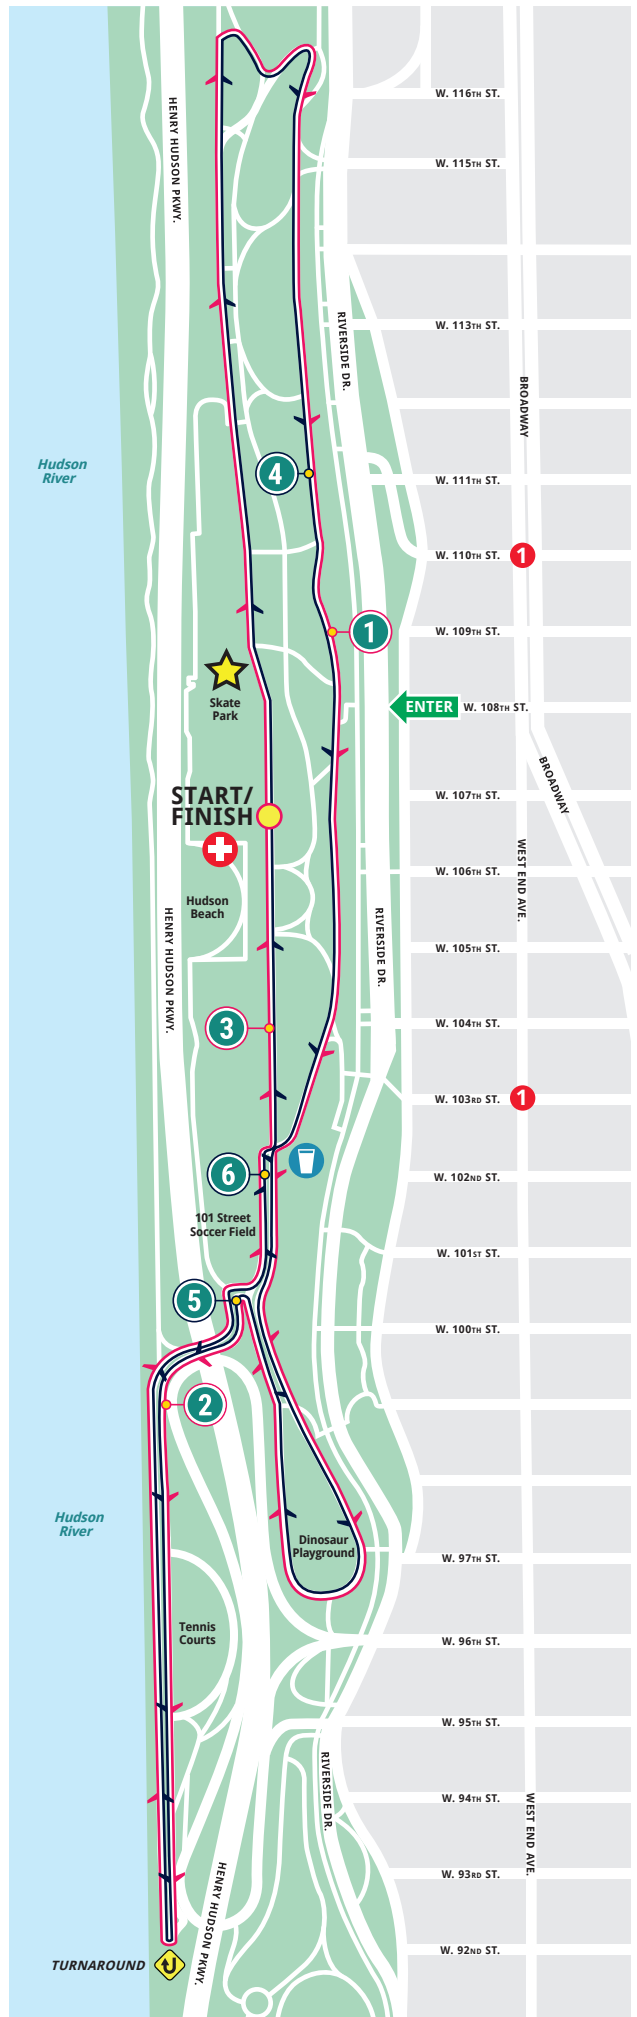 W. 116TH ST.
HENRY HUDSON PKWY.
W. 115TH ST.
W. 113TH ST.
RIVERSIDE DR.
BROADWAY
Hudson
River
4
W. 111TH ST.
W. 110TH ST.
1
1
W. 109TH ST.
Skate
Park
ENTER
W. 108TH ST.
START/
FINISH
W. 107TH ST.
BROADWAY
W. 106TH ST.
WEST END AVE.
Hudson
Beach
HENRY HUDSON PKWY.
RIVERSIDE DR.
W. 105TH ST.
3
W. 104TH ST.
W. 103RD ST.
1
6
W. 102ND ST.
101 Street
Soccer Field
W. 101ST ST.
5
W. 100TH ST.
2
Hudson
River
Dinosaur
Playground
W. 97TH ST.
Tennis
Courts
W. 96TH ST.
W. 95TH ST.
RIVERSIDE DR.
W. 94TH ST.
WEST END AVE.
W. 93RD ST.
HENRY HUDSON PKWY.
W. 92ND ST.
TURNAROUND